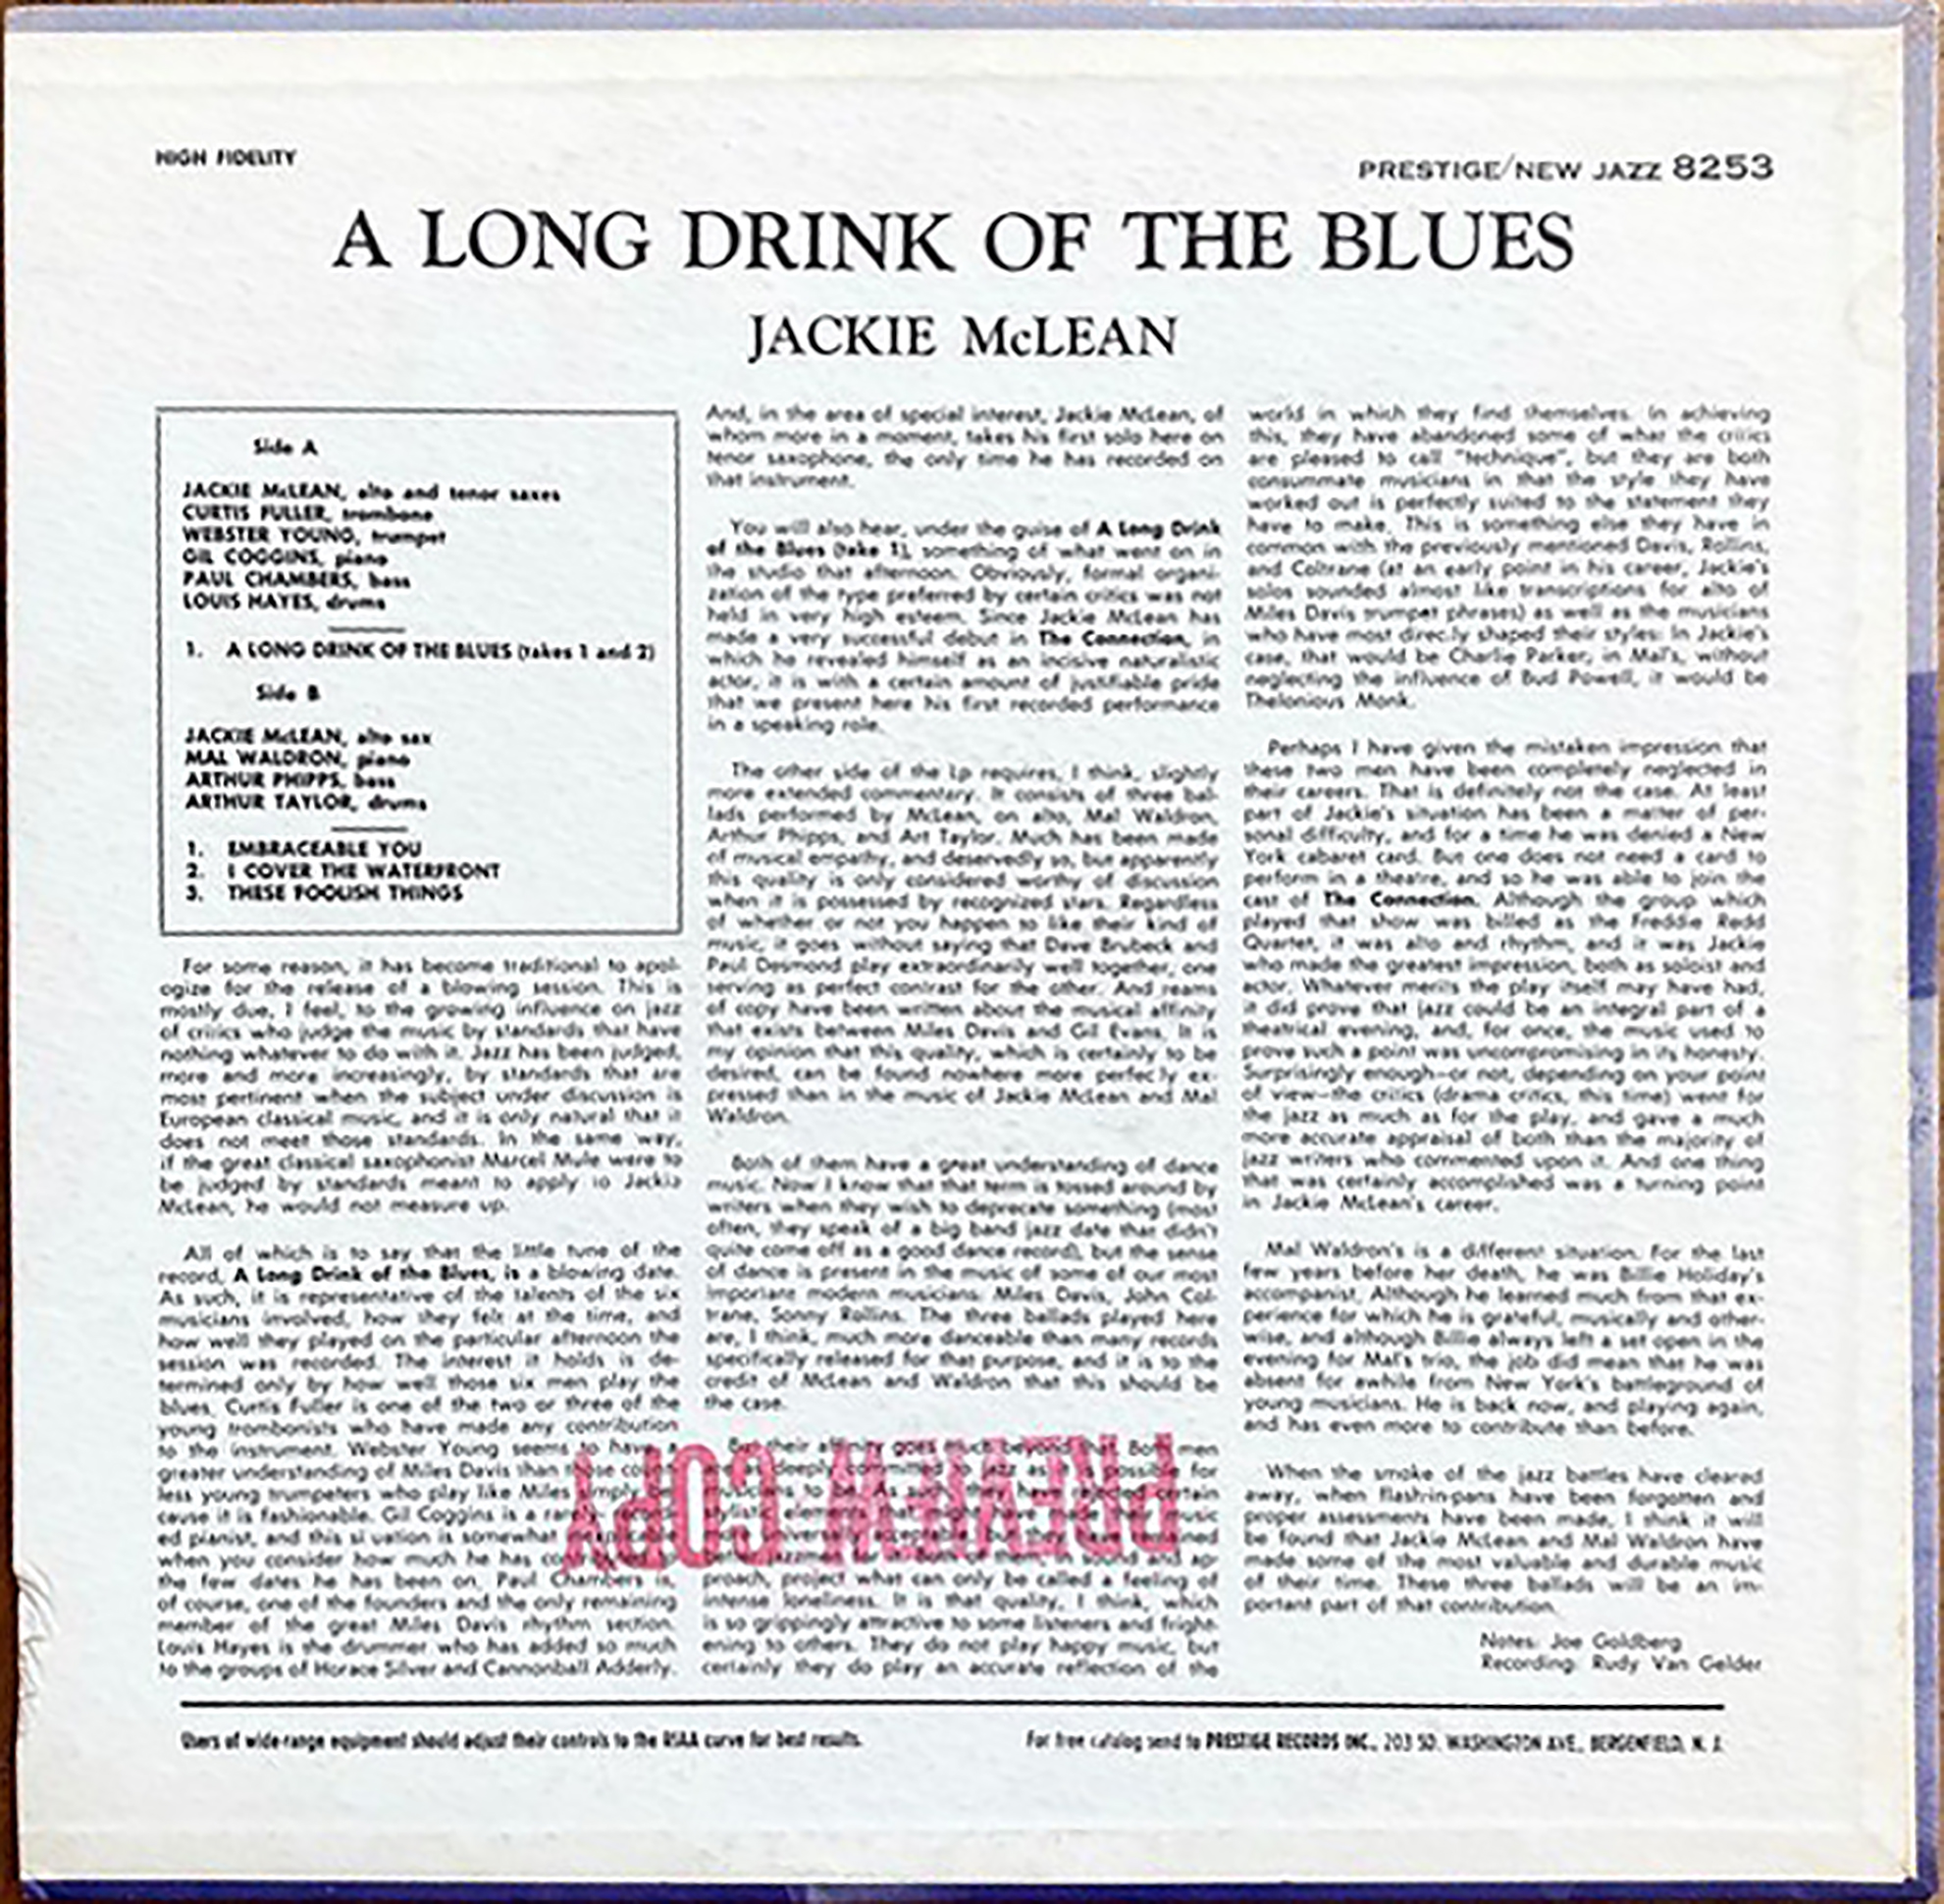 HIGH FIDELITY
PRESTIGE/NEW JAZZ 8253
A LONG DRINK OF THE BLUES
JACKIE McLEAN
Side A
JACKIE McLEAN, alto and tenor saxes
CURTIS FULLER, trombone
WEBSTER YOUNG, trumpet
GIL COGGINS, piano
PAUL CHAMBERS, bass
LOUIS HAYES, drums
1. A LONG DRINK OF THE BLUES (takes 1 and 2)
Side B
JACKIE McLEAN, alto sax
MAL WALDRON, piano
ARTHUR PHIPPS, bass
ARTHUR TAYLOR, drums
1. EMBRACEABLE YOU
2. I COVER THE WATERFRONT
3. THESE FOOLISH THINGS
For some reason, it has become traditional to apol-
ogize for the release of a blowing session. This is
mostly due, I feel, to the growing influence on jazz
of critics who judge the music by standards that have
nothing whatever to do with it. Jazz has been judged,
more and more increasingly, by standards that are
most pertinent when the subject under discussion is
European classical music, and it is only natural that it
does not meet those standards. In the same way,
if the great classical saxophonist Marcel Mule were to
be judged by standards meant to apply to Jackie
McLean, he would not measure up.
All of which is to say that the little tune of the
record, A Long Drink of the Blues, is a blowing date.
As such, it is representative of the talents of the six
musicians involved, how they felt at the time, and
how well they played on the particular afternoon the
session was recorded. The interest it holds is de-
termined only by how well those six men play the
blues. Curtis Fuller is one of the two or three of the
young trombonists who have made any contribution
to the instrument. Webster Young seems to have a
greater understanding of Miles Davis than those count-
less young trumpeters who play like Miles simply be-
cause it is fashionable. Gil Coggins is a rarely-record-
ed pianist, and this si uation is somewhat inexplicable
when you consider how much he has contributed to
the few dates he has been on. Paul Chambers is,
of course, one of the founders and the only remaining
member of the great Miles Davis rhythm section.
Louis Hayes is the drummer who has added so much
to the groups of Horace Silver and Cannonball Adderly.
And, in the area of special interest, Jackie McLean, of
whom more in a moment, takes his first solo here on
tenor saxophone, the only time he has recorded on
that instrument.
You will also hear, under the guise of A Long Drink
of the Blues (take 1), something of what went on in
the studio that afternoon. Obviously, formal organi-
zation of the type preferred by certain critics was not
held in very high esteem. Since Jackie McLean has
made a very successful debut in The Connection, in
which he revealed himself as an incisive naturalistic
actor, it is with a certain amount of justifiable pride
that we present here his first recorded performance
in a speaking role.
The other side of the Lp requires, I think, slightly
more extended commentary. It consists of three bal-
lads performed by McLean, on alto, Mal Waldron,
Arthur Phipps, and Art Taylor. Much has been made
of musical empathy, and deservedly so, but apparently
this quality is only considered worthy of discussion
when it is possessed by recognized stars. Regardless
of whether or not you happen to like their kind of
music, it goes without saying that Dave Brubeck and
Paul Desmond play extraordinarily well together, one
serving as perfect contrast for the other. And reams
of copy have been written about the musical affinity
that exists between Miles Davis and Gil Evans. It is
my opinion that this quality, which is certainly to be
desired, can be found nowhere more perfec ly ex-
pressed than in the music of Jackie McLean and Mal
Waldron.
Both of them have a great understanding of dance
music. Now I know that that term is tossed around by
writers when they wish to deprecate something (most
often, they speak of a big band jazz date that didn't
quite come off as a good dance record), but the sense
of dance is present in the music of some of our most
important modern musicians: Miles Davis, John Col-
trane, Sonny Rollins. The three ballads played here
are, I think, much more danceable than many records
specifically released for that purpose, and it is to the
credit of McLean and Waldron that this should be
the case.
But their affinity goes much beyond that. Both men
are as deeply committed to jazz as it is possible for
musicians to be. As such, they have rejected certain
stylistic elements that might have made their music
universally acceptable, but they
of them, in sound and ap-
proach, project what can only be called a feeling of
intense loneliness. It is that quality, I think, which
is so grippingly attractive to some listeners and fright-
ening to others. They do not play happy music, but
certainly they do play an accurate reflection of the
PREVIEW COPY
world in which they find themselves. In achieving
this, they have abandoned some of what the critics
are pleased to call "technique", but they are both
consummate musicians in that the style they have
worked out is perfectly suited to the statement they
have to make. This is something else they have in
common with the previously mentioned Davis, Rollins,
and Coltrane (at an early point in his career, Jackie's
solos sounded almost like transcriptions for alto of
Miles Davis trumpet phrases) as well as the musicians
who have most direc.ly shaped their styles: In Jackie's
case, that would be Charlie Parker; in Mal's, without
neglecting the influence of Bud Powell, it would be
Thelonious Monk.
Perhaps I have given the mistaken impression that
these two men have been completely neglected in
their careers. That is definitely not the case. At least
part of Jackie's situation has been a matter of per-
sonal difficulty, and for a time he was denied a New
York cabaret card. But one does not need a card to
perform in a theatre, and so he was able to join the
cast of The Connection. Although the group which
played that show was billed as the Freddie Redd
Quartet, it was alto and rhythm, and it was Jackie
who made the greatest impression, both as soloist and
actor. Whatever merits the play itself may have had,
it did prove that jazz could be an integral part of a
theatrical evening, and, for once, the music used to
prove such a point was uncompromising in its honesty.
Surprisingly enough—or not, depending on your point
of view—the critics (drama critics, this time) went for
the jazz as much as for the play, and gave a much
more accurate appraisal of both than the majority of
jazz writers who commented upon it. And one thing
that was certainly accomplished was a turning point
in Jackie McLean's career.
Mal Waldron's is a different situation. For the last
few years before her death, he was Billie Holiday's
accompanist. Although he learned much from that ex-
perience for which he is grateful, musically and other-
wise, and although Billie always left a set open in the
evening for Mal's trio, the job did mean that he was
absent for awhile from New York's battleground of
young musicians. He is back now, and playing again,
and has even more to contribute than before.
When the smoke of the jazz battles have cleared
away, when flash-in-pans have been forgotten and
proper assessments have been made, I think it will
be found that Jackie McLean and Mal Waldron have
made some of the most valuable and durable music
of their time. These three ballads will be an im-
portant part of that contribution.
Notes: Joe Goldberg
Recording: Rudy Van Gelder
Users of wide-range equipment should adjust their controls to the RIAA curve for best results.
For free catalog send to PRESTIGE RECORDS INC., 203 SO. WASHINGTON AVE., BERGENFIELD, N. J.